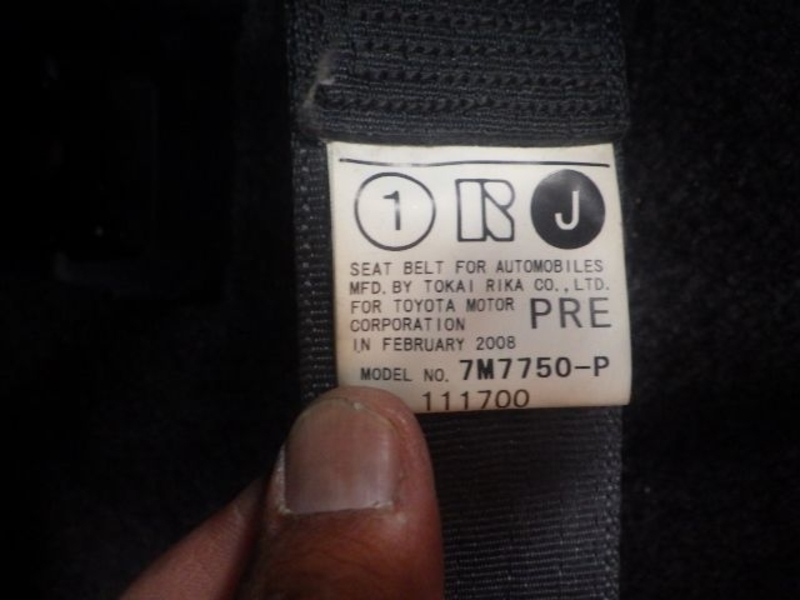 1 R J
SEAT BELT FOR AUTOMOBILES
MFD. BY TOKAI RIKA CO., LTD.
FOR TOYOTA MOTOR
CORPORATION PRE
IN FEBRUARY 2008
MODEL NO. 7M7750-P
111700